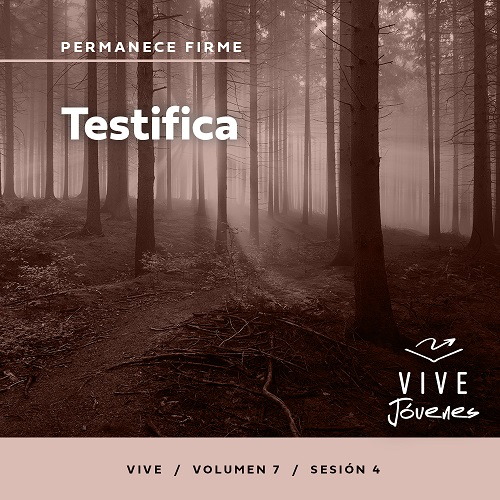 PERMANECE FIRME
Testifica
VIVE
Jóvenes
VIVE / VOLUMEN 7 / SESIÓN 4